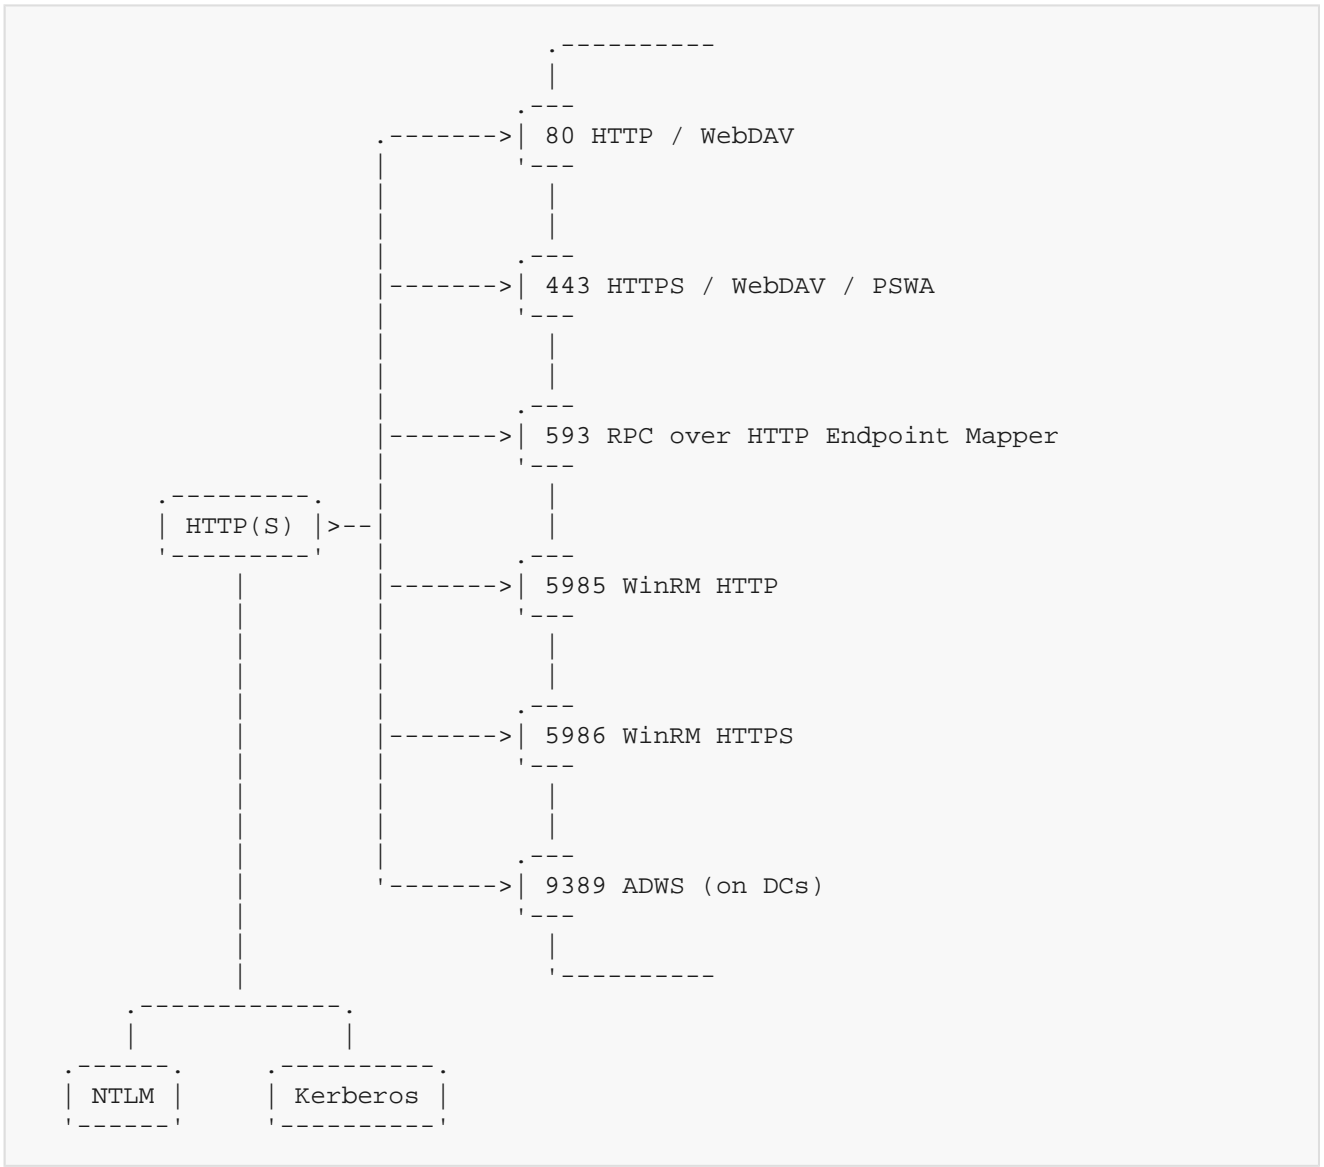 80 HTTP / WebDAV
443 HTTPS / WebDAV / PSWA
593 RPC over HTTP Endpoint Mapper
HTTP(S)
5985 WinRM HTTP
5986 WinRM HTTPS
9389 ADWS (on DCs)
NTLM
Kerberos